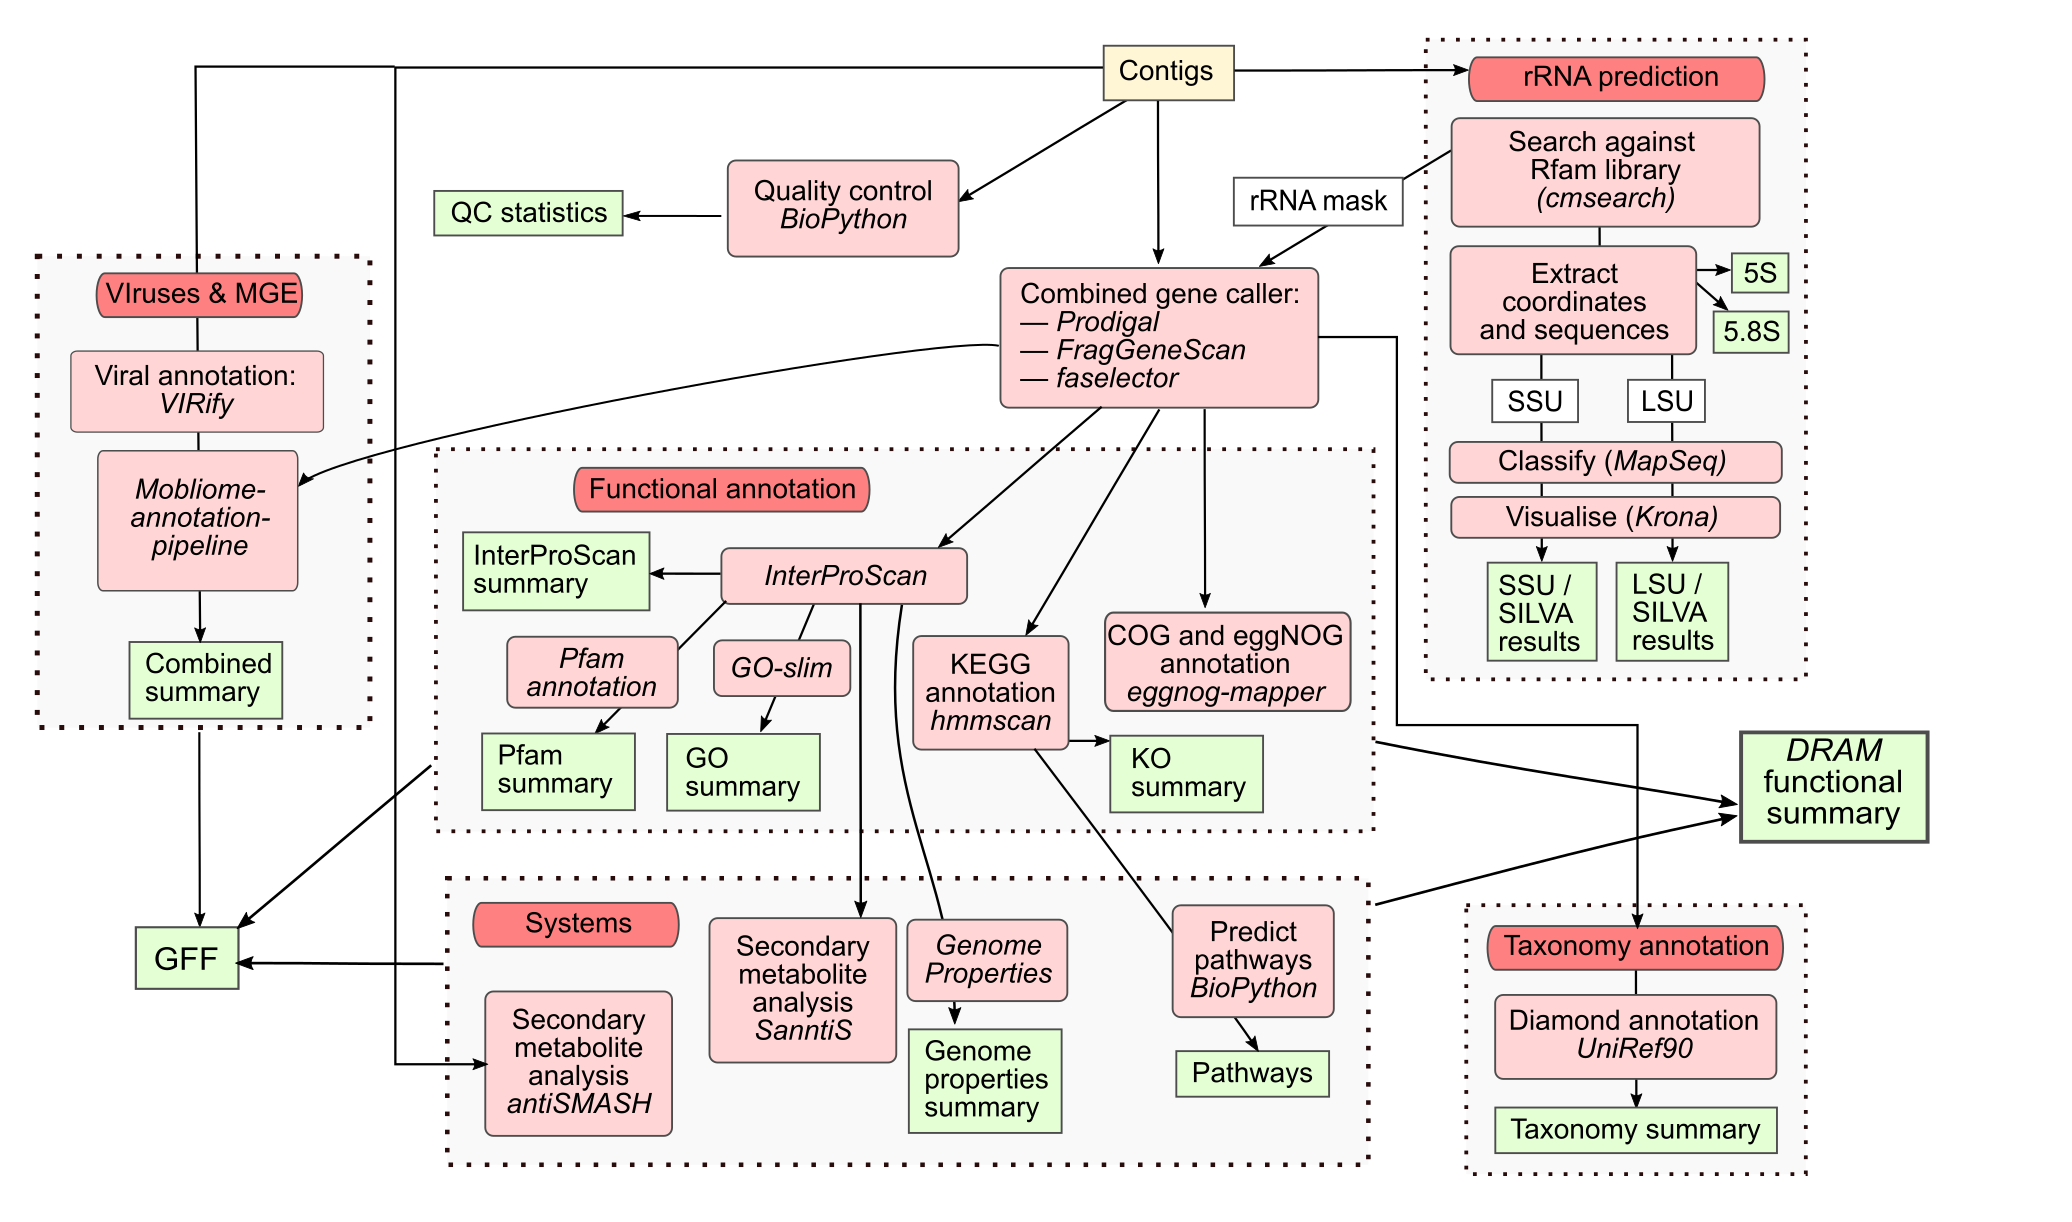 Contigs
rRNA prediction
Search against
Rfam library
(cmsearch)
Quality control
BioPython
QC statistics
rRNA mask
Extract
coordinates
and sequences
5S
5.8S
VIruses & MGE
Combined gene caller:
— Prodigal
— FragGeneScan
— faselector
Viral annotation:
VIRify
SSU
LSU
Classify (MapSeq)
Visualise (Krona)
SSU /
SILVA
results
LSU /
SILVA
results
Mobliome-
annotation-
pipeline
Combined
summary
Functional annotation
InterProScan
summary
InterProScan
Pfam
annotation
GO-slim
KEGG
annotation
hmmscan
COG and eggNOG
annotation
eggnog-mapper
Pfam
summary
GO
summary
KO
summary
DRAM
functional
summary
GFF
Systems
Secondary
metabolite
analysis
antiSMASH
Secondary
metabolite
analysis
SanntiS
Genome
Properties
Genome
properties
summary
Predict
pathways
BioPython
Pathways
Taxonomy annotation
Diamond annotation
UniRef90
Taxonomy summary